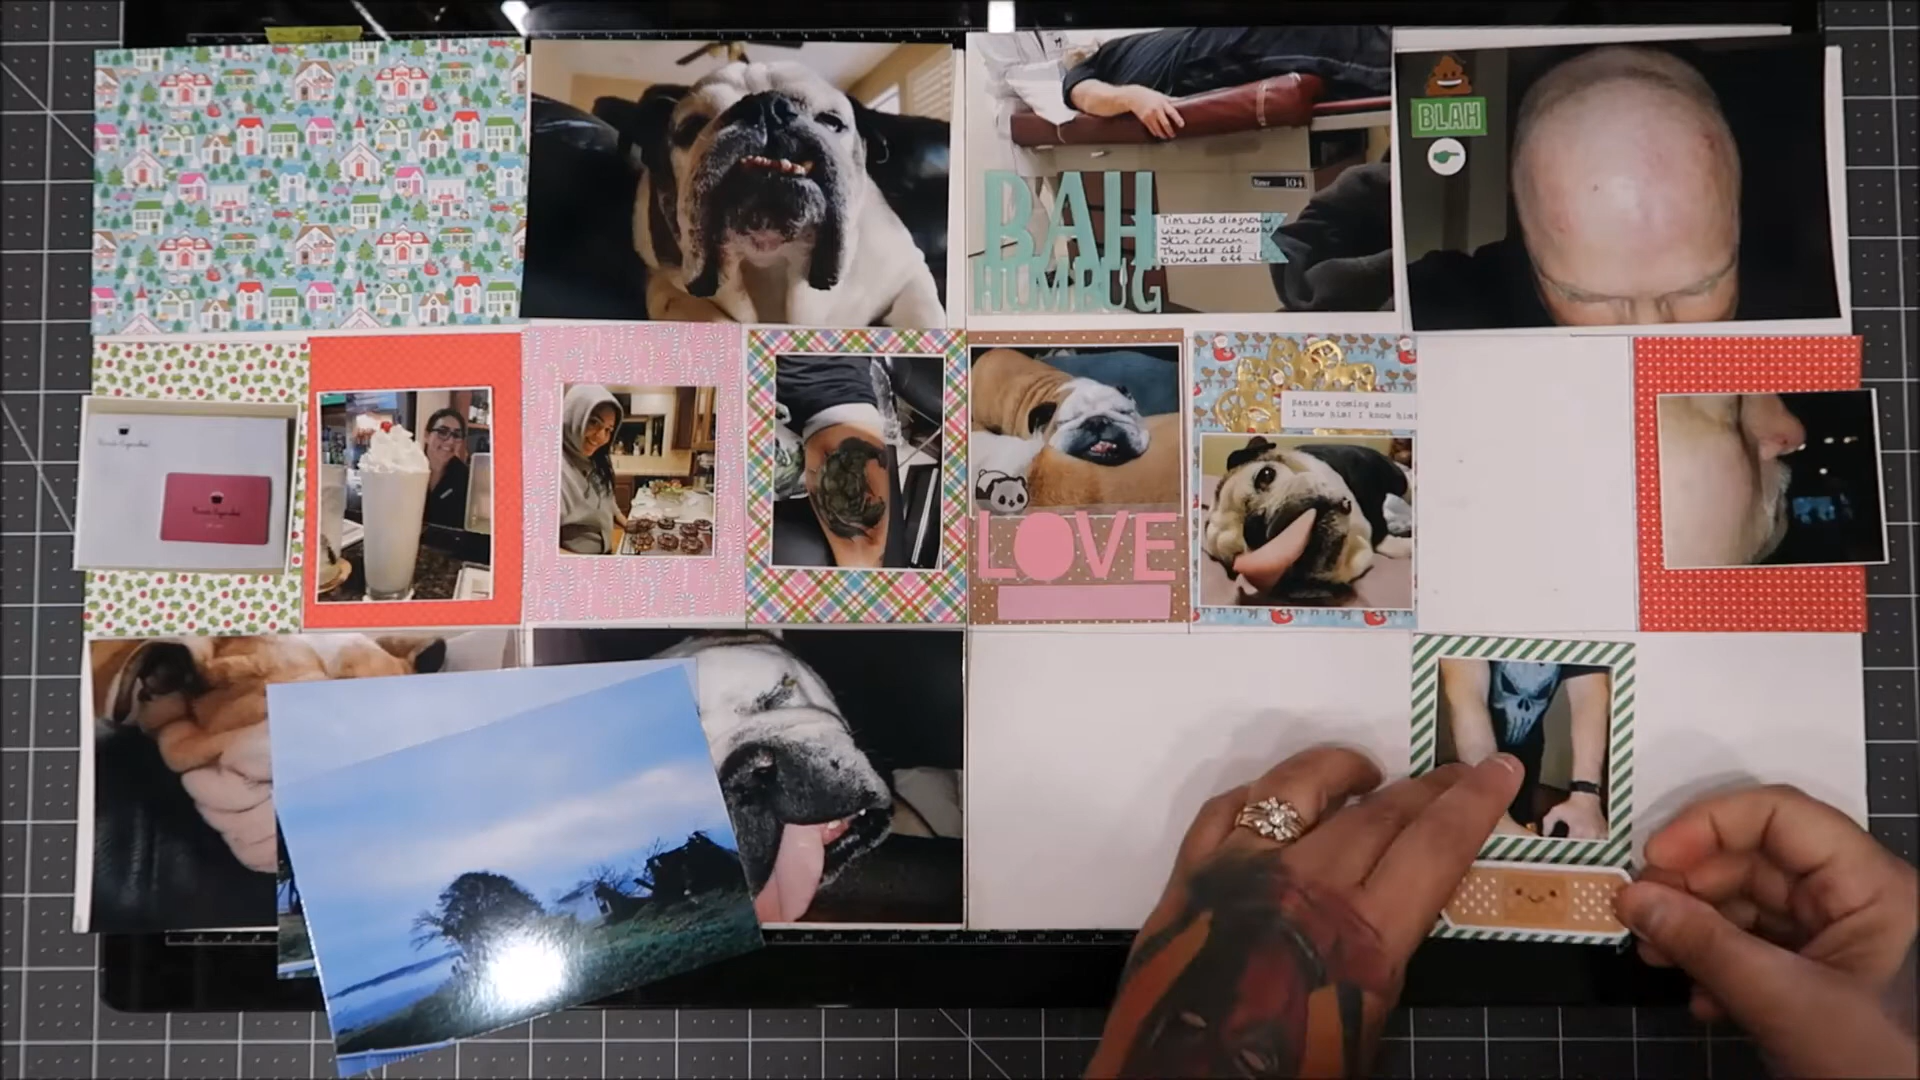 BLAH
BAH
HUMBUG
104
Tim was diagnosed
with pre-cancerous
Skin Cancer.
They were all
burned off
Santa's coming and
I know him! I know him!
LOVE